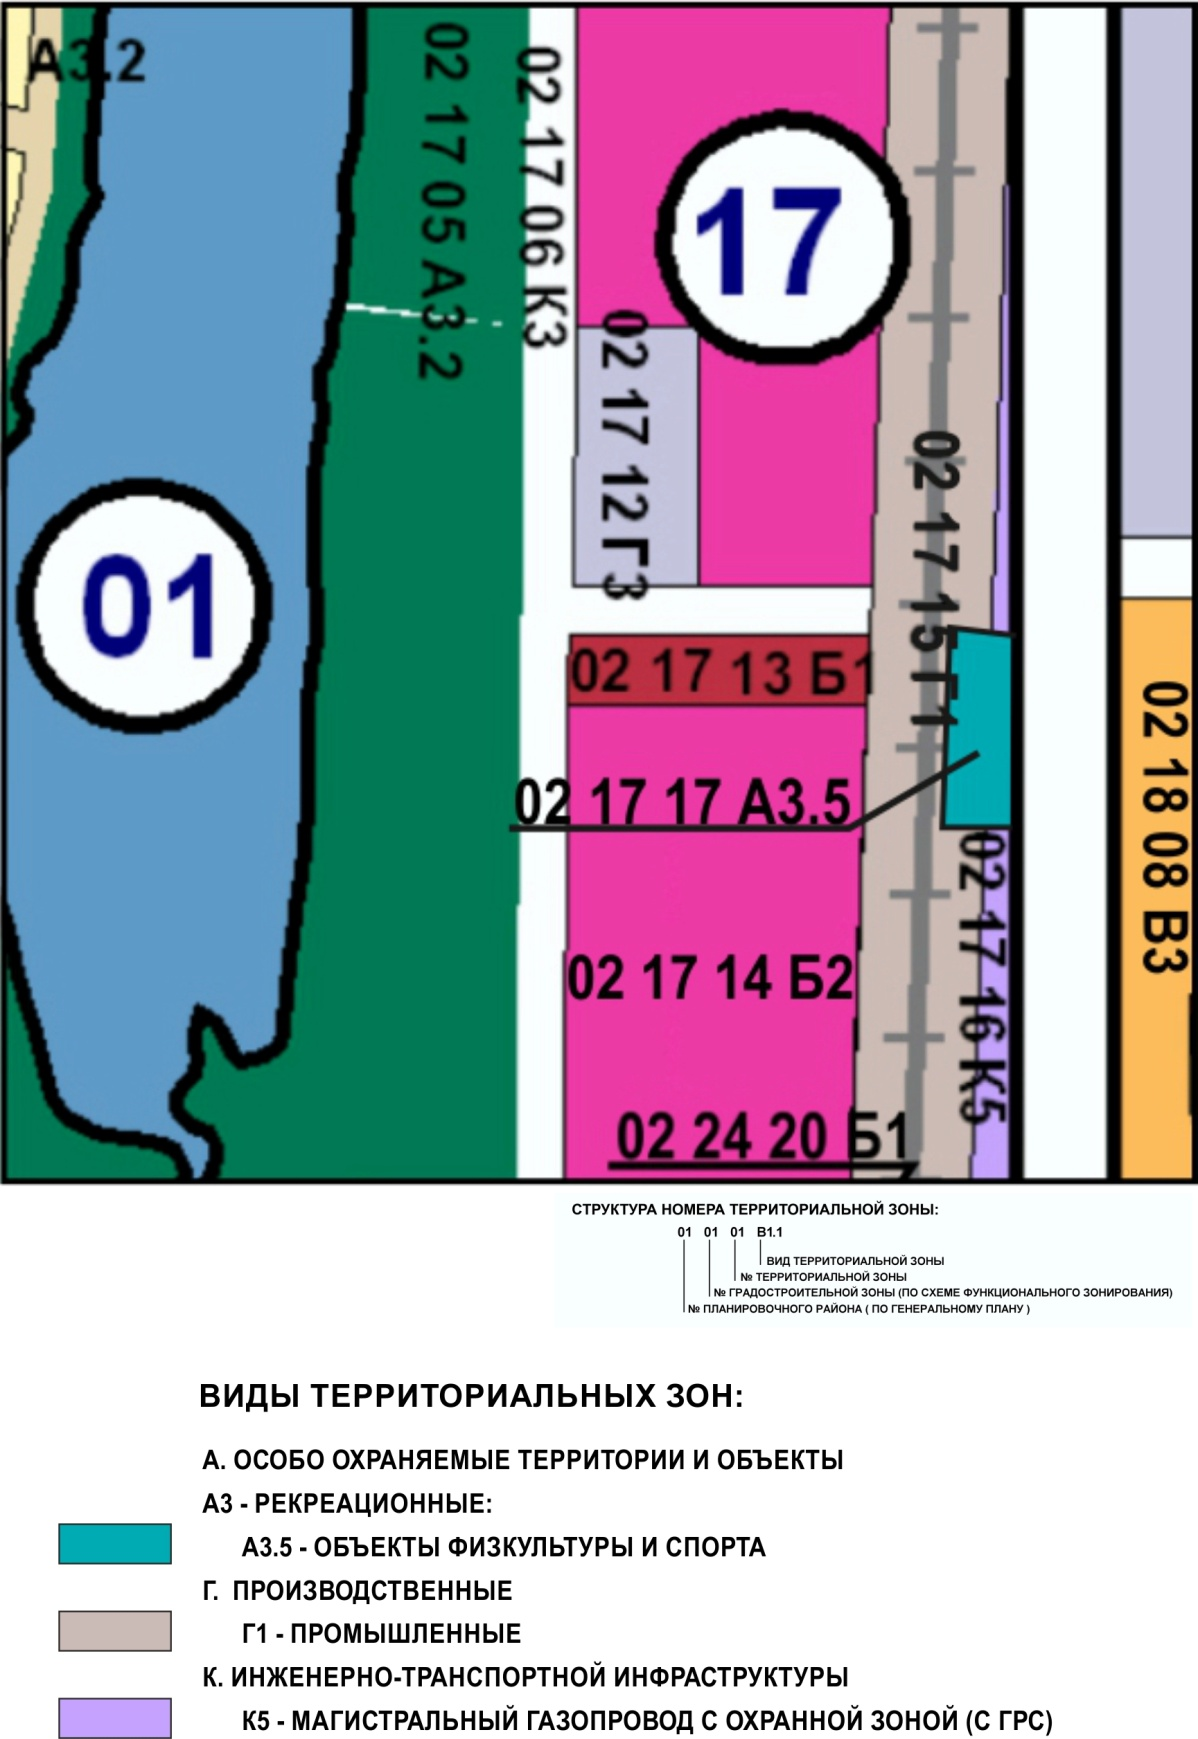 А3.2
02 17 05 А3.2
02 17 06 К3
17
02 17 12 Г3
02 17 15 Г1
01
02 17 13 Б1
02 17 17 А3.5
02 18 08 В3
02 17 14 Б2
02 17 16 К5
02 24 20 Б1
СТРУКТУРА НОМЕРА ТЕРРИТОРИАЛЬНОЙ ЗОНЫ:
01 01 01 В1.1
ВИД ТЕРРИТОРИАЛЬНОЙ ЗОНЫ
№ ТЕРРИТОРИАЛЬНОЙ ЗОНЫ
№ ГРАДОСТРОИТЕЛЬНОЙ ЗОНЫ (ПО СХЕМЕ ФУНКЦИОНАЛЬНОГО ЗОНИРОВАНИЯ)
№ ПЛАНИРОВОЧНОГО РАЙОНА ( ПО ГЕНЕРАЛЬНОМУ ПЛАНУ )
ВИДЫ ТЕРРИТОРИАЛЬНЫХ ЗОН:
А. ОСОБО ОХРАНЯЕМЫЕ ТЕРРИТОРИИ И ОБЪЕКТЫ
А3 - РЕКРЕАЦИОННЫЕ:
А3.5 - ОБЪЕКТЫ ФИЗКУЛЬТУРЫ И СПОРТА
Г. ПРОИЗВОДСТВЕННЫЕ
Г1 - ПРОМЫШЛЕННЫЕ
К. ИНЖЕНЕРНО-ТРАНСПОРТНОЙ ИНФРАСТРУКТУРЫ
К5 - МАГИСТРАЛЬНЫЙ ГАЗОПРОВОД С ОХРАННОЙ ЗОНОЙ (С ГРС)